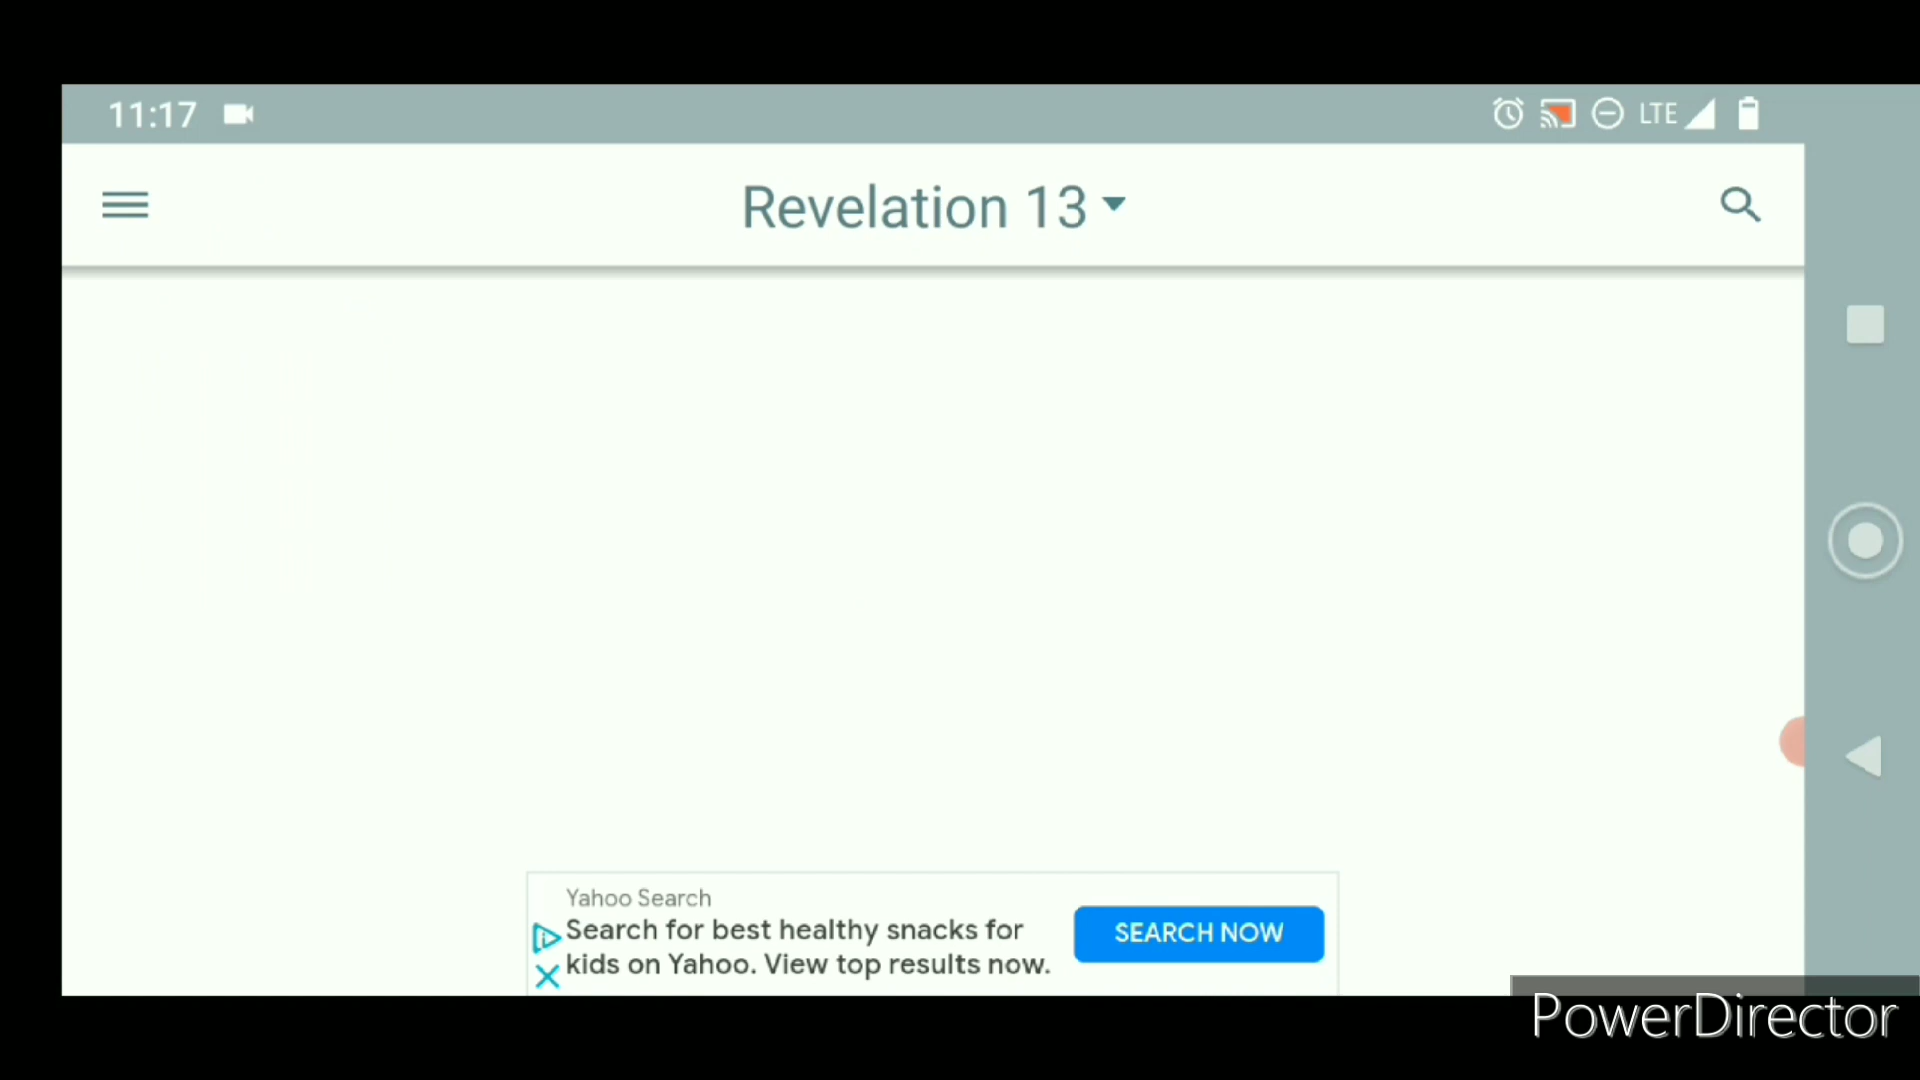 11:17
LTE
Revelation 13
Yahoo Search
Search for best healthy snacks for
kids on Yahoo. View top results now.
SEARCH NOW
PowerDirector